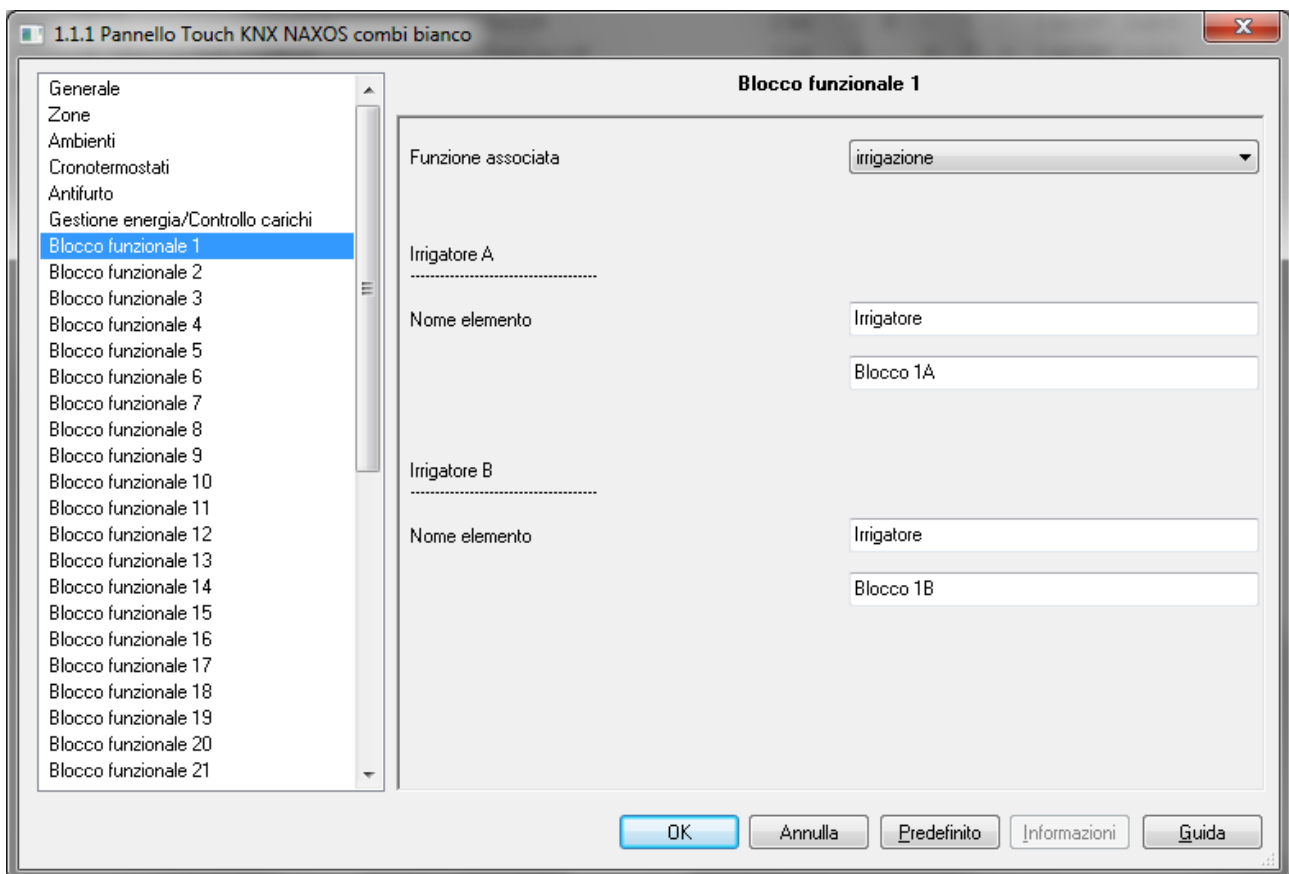 1.1.1 Pannello Touch KNX NAXOS combi bianco
Generale
Zone
Ambienti
Cronotermostati
Antifurto
Gestione energia/Controllo carichi
Blocco funzionale 1
Blocco funzionale 2
Blocco funzionale 3
Blocco funzionale 4
Blocco funzionale 5
Blocco funzionale 6
Blocco funzionale 7
Blocco funzionale 8
Blocco funzionale 9
Blocco funzionale 10
Blocco funzionale 11
Blocco funzionale 12
Blocco funzionale 13
Blocco funzionale 14
Blocco funzionale 15
Blocco funzionale 16
Blocco funzionale 17
Blocco funzionale 18
Blocco funzionale 19
Blocco funzionale 20
Blocco funzionale 21
Blocco funzionale 1
Funzione associata irrigazione
Irrigatore A
------------------------------------
Nome elemento Irrigatore
Blocco 1A
Irrigatore B
------------------------------------
Nome elemento Irrigatore
Blocco 1B
OK Annulla Predefinito Informazioni Guida